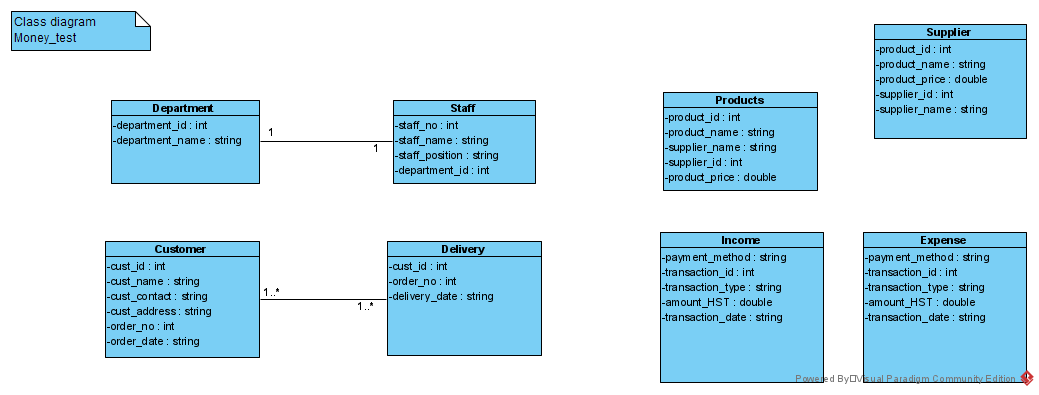 Class diagram
Money_test
Department
-department_id : int
-department_name : string
1
1
Staff
-staff_no : int
-staff_name : string
-staff_position : string
-department_id : int
Products
-product_id : int
-product_name : string
-supplier_name : string
-supplier_id : int
-product_price : double
Supplier
-product_id : int
-product_name : string
-product_price : double
-supplier_id : int
-supplier_name : string
Customer
-cust_id : int
-cust_name : string
-cust_contact : string
-cust_address : string
-order_no : int
-order_date : string
1..*
1..*
Delivery
-cust_id : int
-order_no : int
-delivery_date : string
Income
-payment_method : string
-transaction_id : int
-transaction_type : string
-amount_HST : double
-transaction_date : string
Expense
-payment_method : string
-transaction_id : int
-transaction_type : string
-amount_HST : double
-transaction_date : string
Powered By Visual Paradigm Community Edition